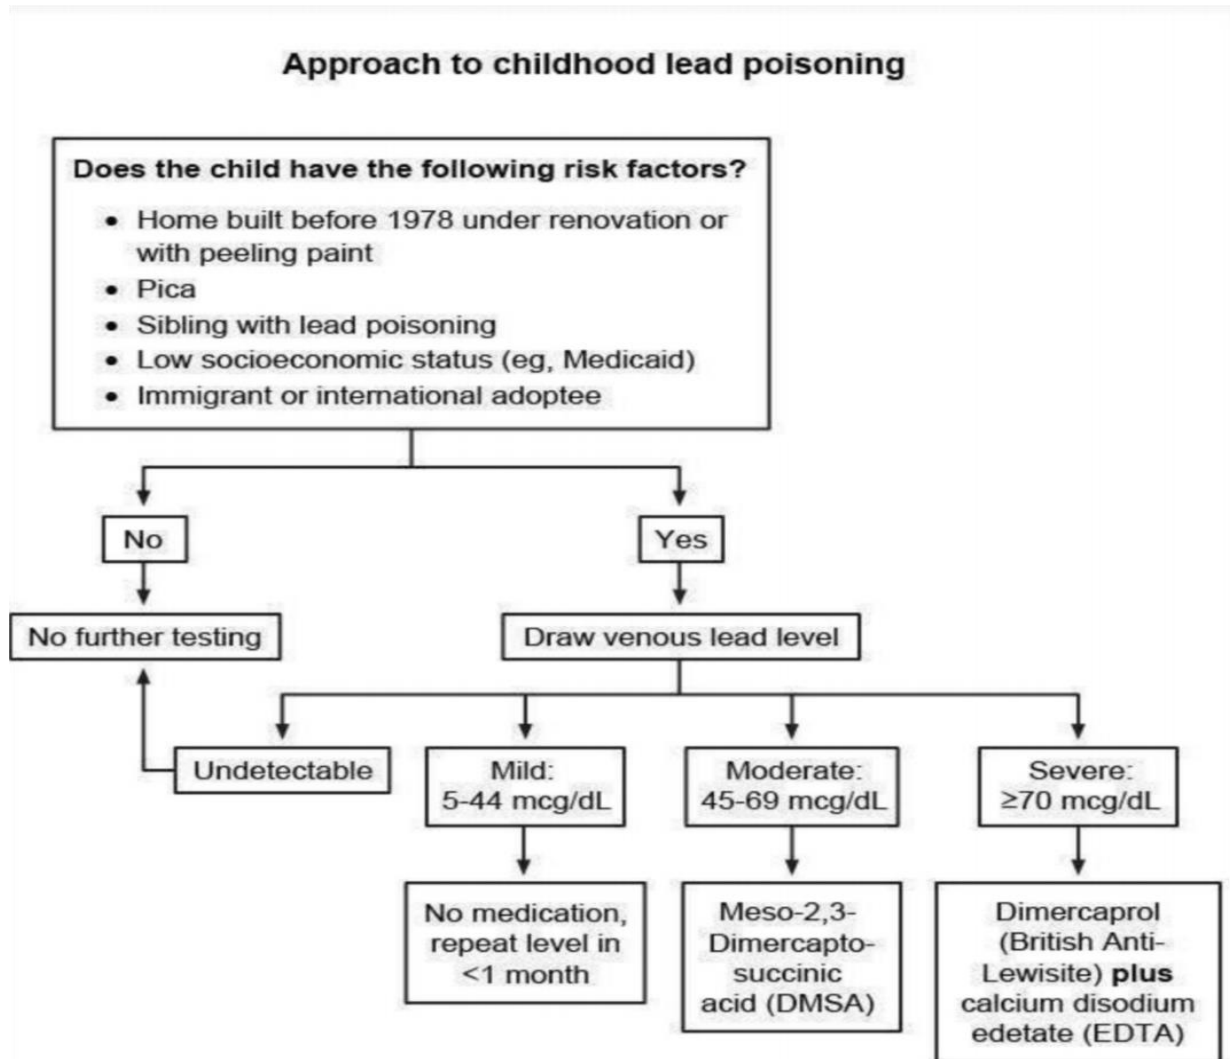 Approach to childhood lead poisoning
Does the child have the following risk factors?
• Home built before 1978 under renovation or
with peeling paint
• Pica
• Sibling with lead poisoning
• Low socioeconomic status (eg, Medicaid)
• Immigrant or international adoptee
No
Yes
No further testing
Draw venous lead level
Undetectable
Mild:
5-44 mcg/dL
Moderate:
45-69 mcg/dL
Severe:
≥70 mcg/dL
No medication,
repeat level in
<1 month
Meso-2,3-
Dimercapto-
succinic
acid (DMSA)
Dimercaprol
(British Anti-
Lewisite) plus
calcium disodium
edetate (EDTA)